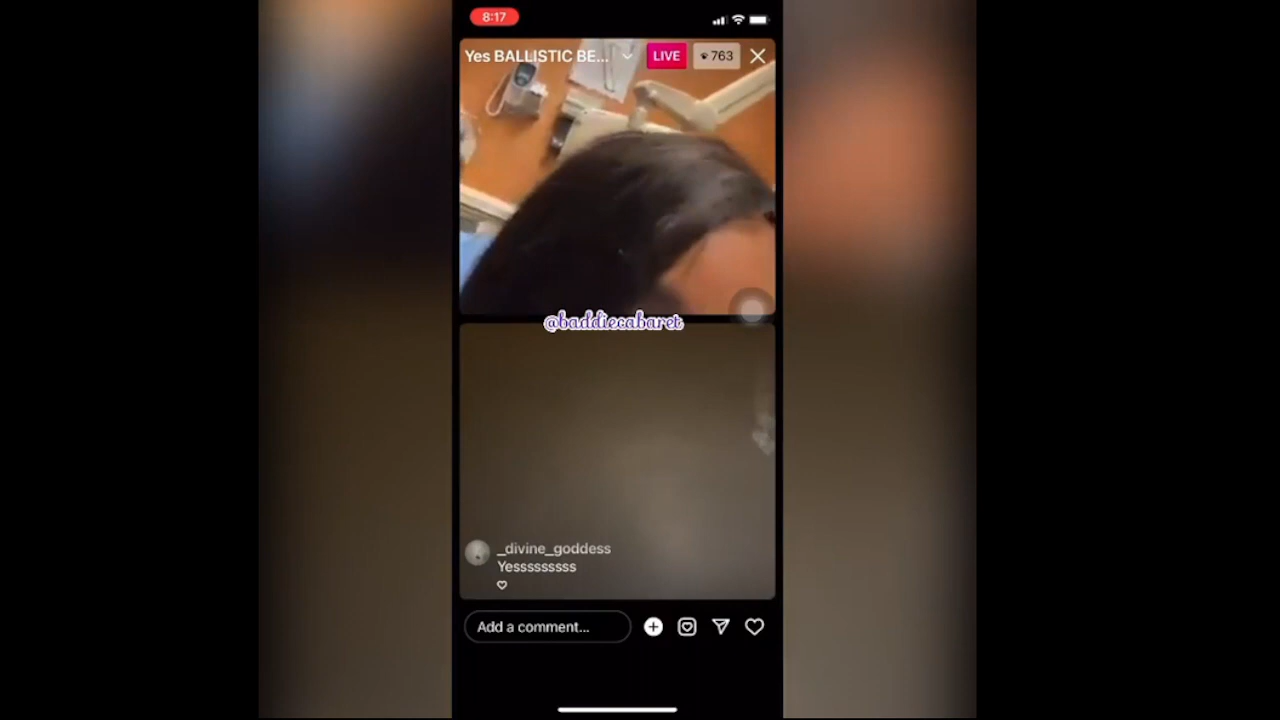 8:17
Yes BALLISTIC BE...
LIVE
763
@baddiecabaret
_divine_goddess
Yesssssssss
Add a comment...